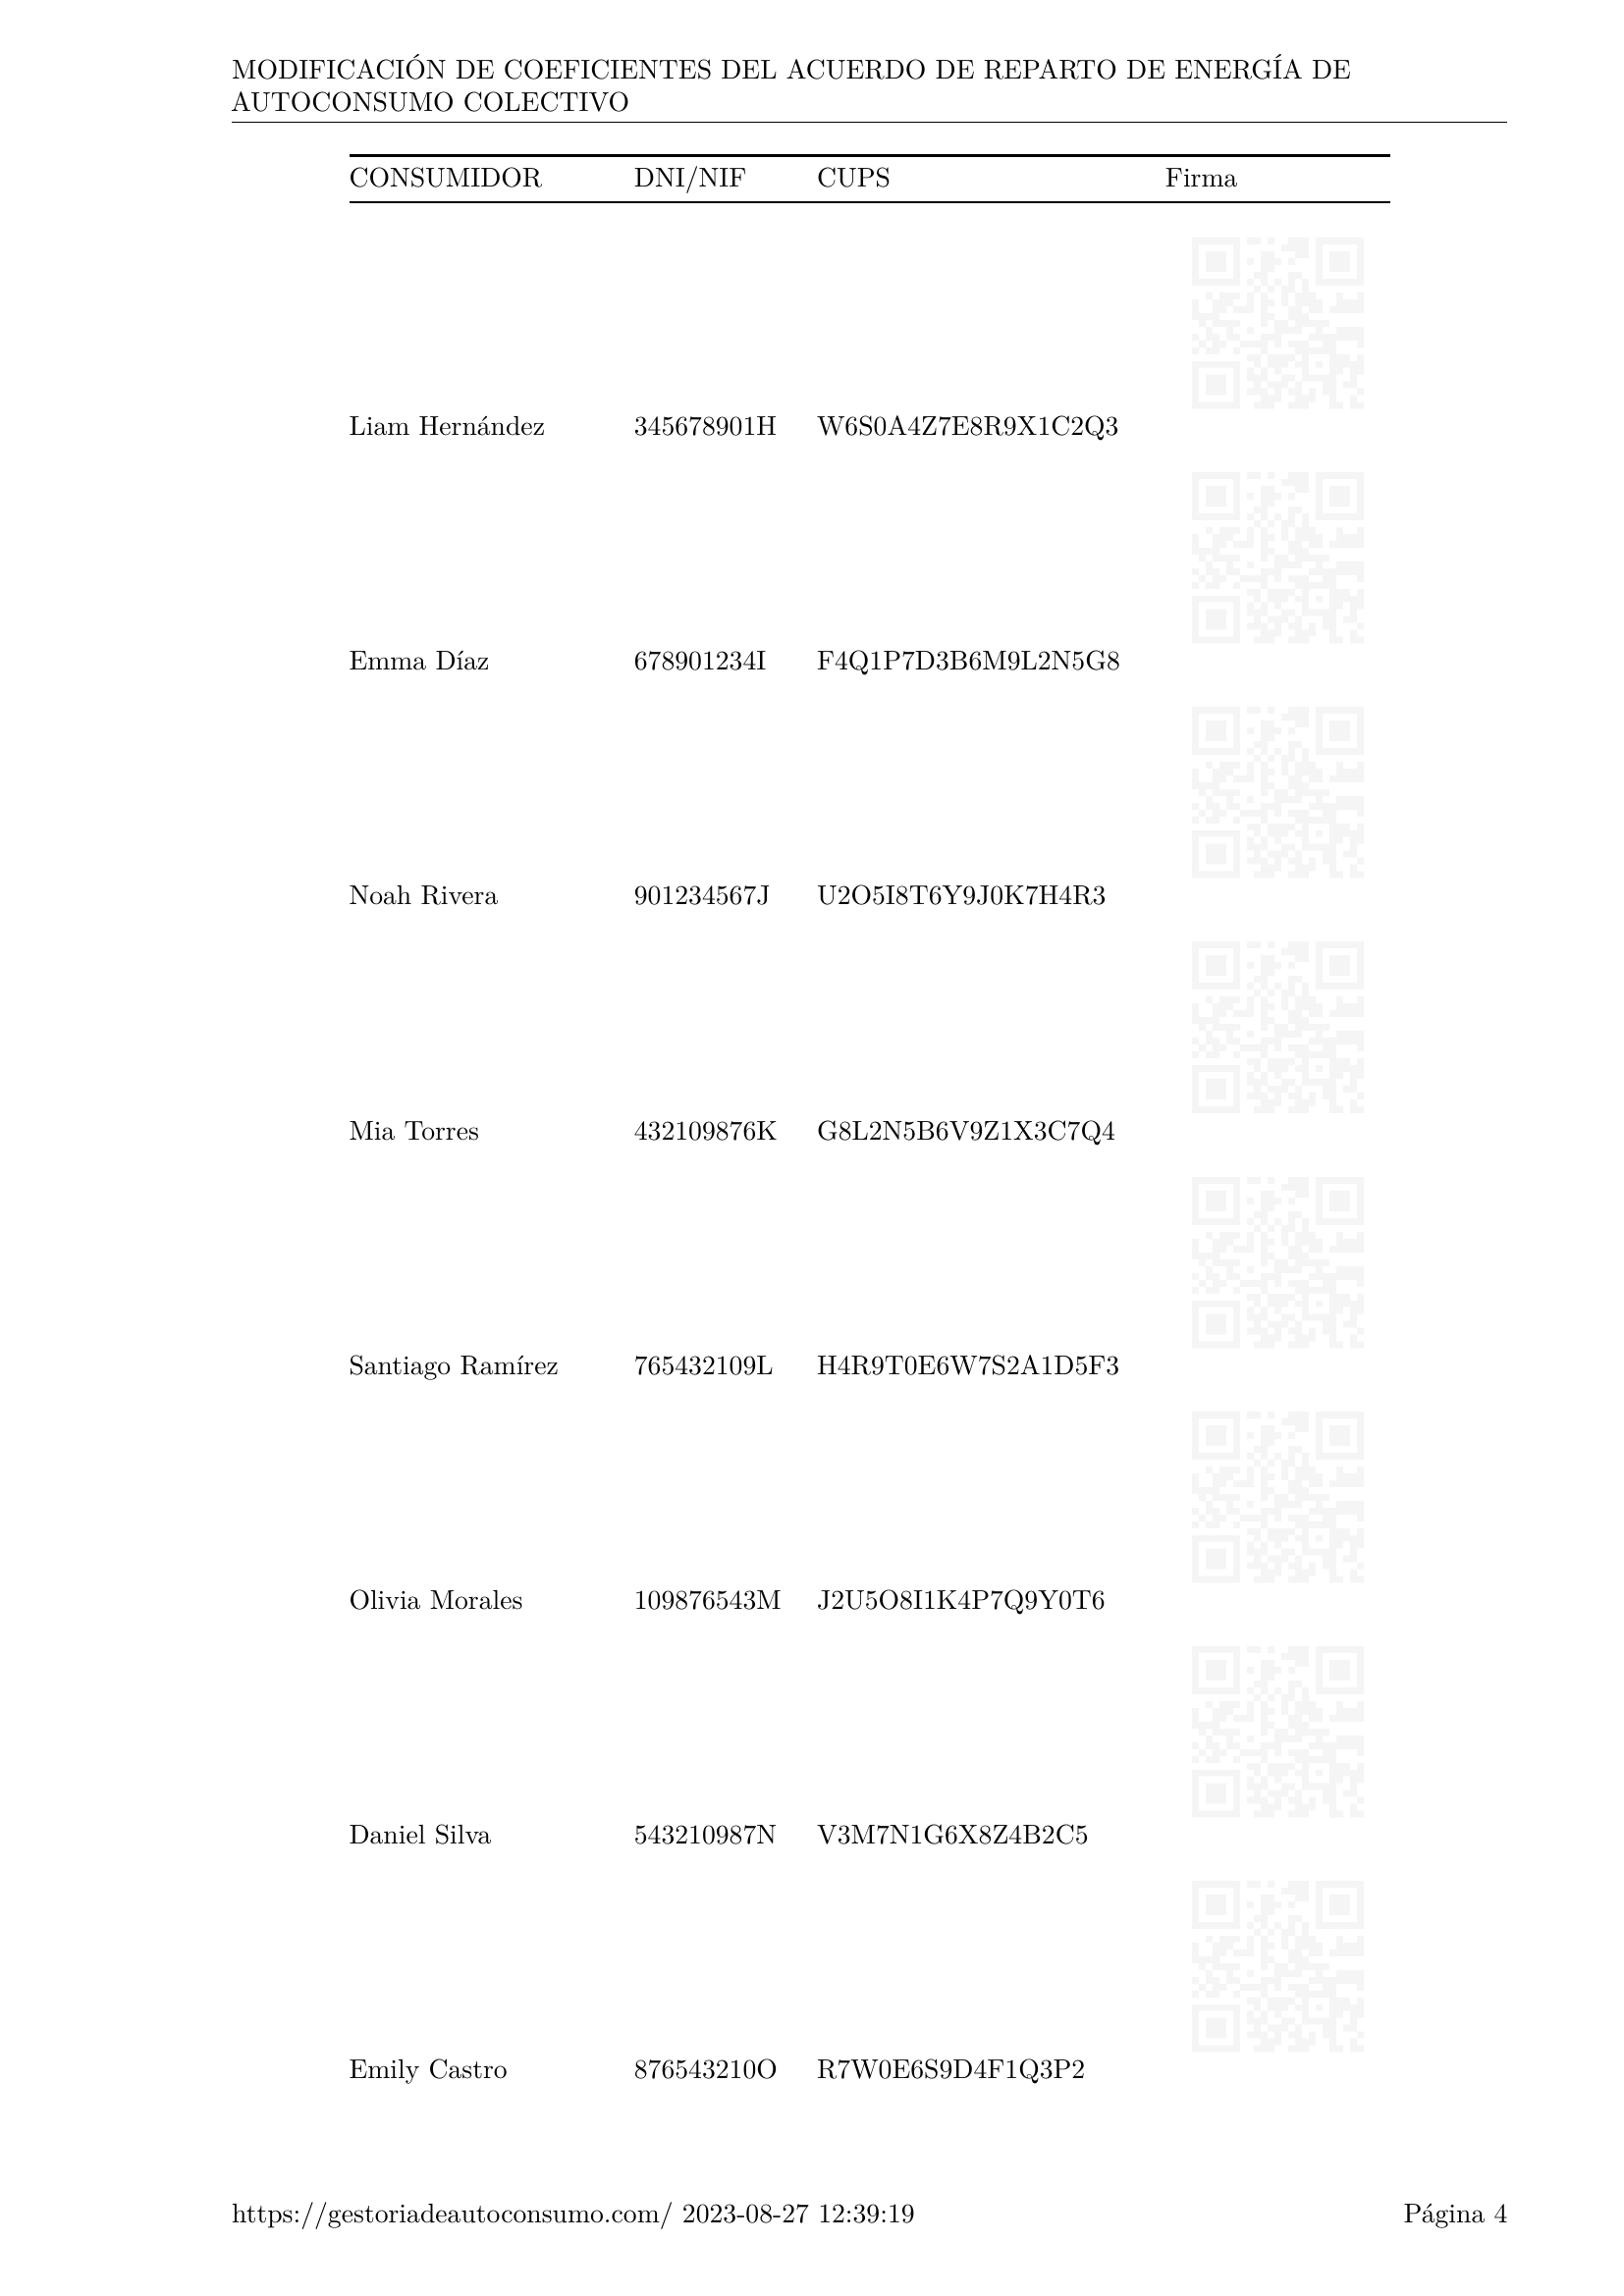 MODIFICACIÓN DE COEFICIENTES DEL ACUERDO DE REPARTO DE ENERGÍA DE
AUTOCONSUMO COLECTIVO
CONSUMIDOR DNI/NIF CUPS Firma
Liam Hernández 345678901H W6S0A4Z7E8R9X1C2Q3
Emma Díaz 678901234I F4Q1P7D3B6M9L2N5G8
Noah Rivera 901234567J U2O5I8T6Y9J0K7H4R3
Mia Torres 432109876K G8L2N5B6V9Z1X3C7Q4
Santiago Ramírez 765432109L H4R9T0E6W7S2A1D5F3
Olivia Morales 109876543M J2U5O8I1K4P7Q9Y0T6
Daniel Silva 543210987N V3M7N1G6X8Z4B2C5
Emily Castro 876543210O R7W0E6S9D4F1Q3P2
https://gestoriadeautoconsumo.com/ 2023-08-27 12:39:19 Página 4